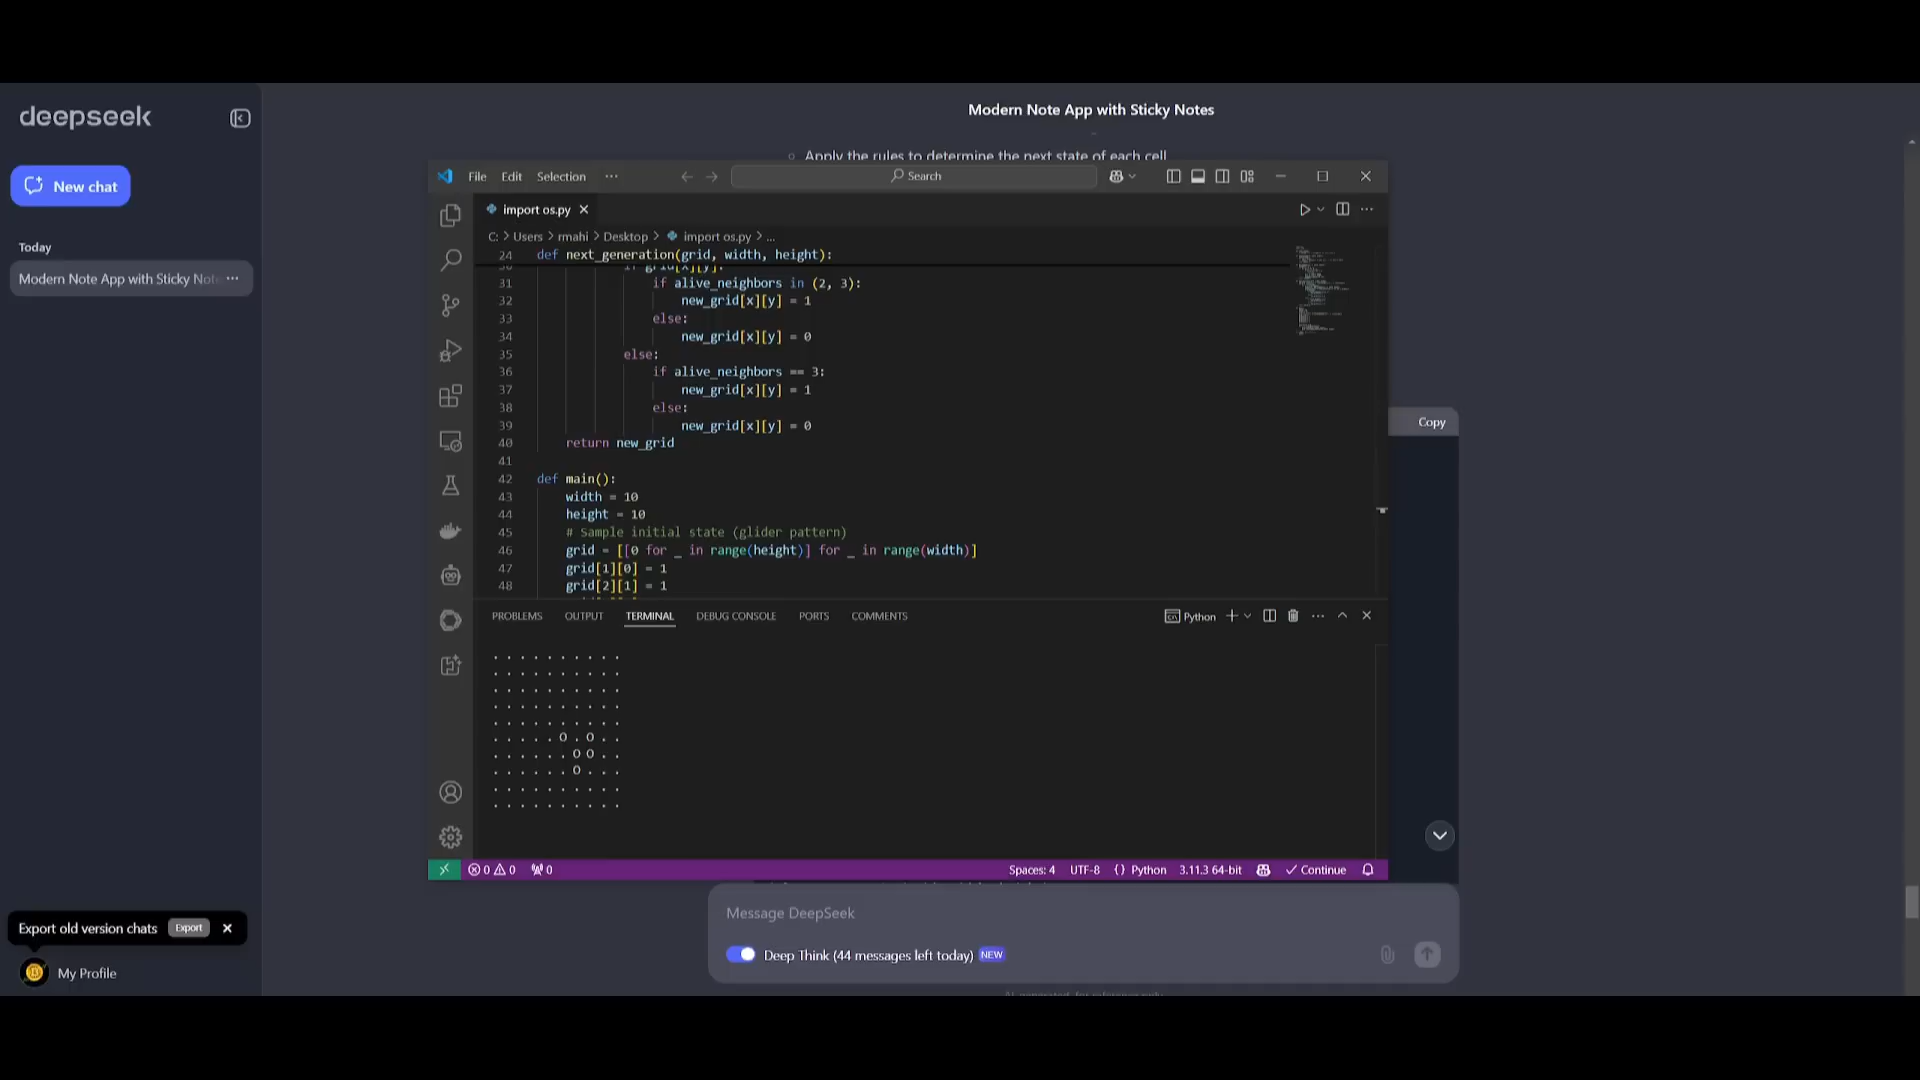 deepseek
New chat
Today
Modern Note App with Sticky Not ···
Export old version chats Export
My Profile
Modern Note App with Sticky Notes
Apply the rules to determine the next state of each cell
File Edit Selection ··· Search
import os.py
C: > Users > rmahi > Desktop > import os.py > ...
24 def next_generation(grid, width, height):
30 if grid[x][y]:
31 if alive_neighbors in (2, 3):
32 new_grid[x][y] = 1
33 else:
34 new_grid[x][y] = 0
35 else:
36 if alive_neighbors == 3:
37 new_grid[x][y] = 1
38 else:
39 new_grid[x][y] = 0
40 return new_grid
41
42 def main():
43 width = 10
44 height = 10
45 # Sample initial state (glider pattern)
46 grid = [[0 for _ in range(height)] for _ in range(width)]
47 grid[1][0] = 1
48 grid[2][1] = 1
PROBLEMS OUTPUT TERMINAL DEBUG CONSOLE PORTS COMMENTS Python
. . . . . . . . . .
. . . . . . . . . .
. . . . . . . . . .
. . . . . . . . . .
. . . . . . . . . .
. . . . . O . O . .
. . . . . . O O . .
. . . . . . O . . .
. . . . . . . . . .
. . . . . . . . . .
0 0 0 Spaces: 4 UTF-8 {} Python 3.11.3 64-bit Continue
Copy
Message DeepSeek
Deep Think (44 messages left today) NEW
AI-generated, for reference only